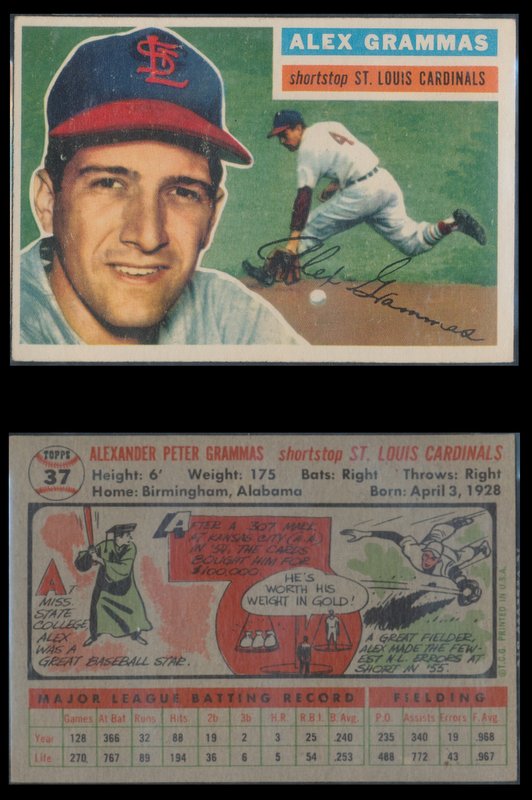 StL
ALEX GRAMMAS
shortstop ST. LOUIS CARDINALS
4
Alex Grammas
TOPPS
37
ALEXANDER PETER GRAMMAS shortstop ST. LOUIS CARDINALS
Height: 6' Weight: 175 Bats: Right Throws: Right
Home: Birmingham, Alabama Born: April 3, 1928
AT
MISS.
STATE
COLLEGE,
ALEX
WAS A
GREAT BASEBALL STAR.
AFTER A .307 MARK
AT KANSAS CITY (A.A.)
IN '54, THE CARDS
BOUGHT HIM FOR
$100,000.
HE'S
WORTH HIS
WEIGHT IN GOLD!
A GREAT FIELDER,
ALEX MADE THE FEW-
EST N.L. ERRORS AT
SHORT IN '55.
©T.C.G. PRINTED IN U.S.A.
MAJOR LEAGUE BATTING RECORD FIELDING
Games At Bat Runs Hits 2b 3b H.R. R.B.I. B. Avg. P.O. Assists Errors F. Avg
Year 128 366 32 88 19 2 3 25 .240 235 340 19 .968
Life 270 767 89 194 36 6 5 54 .253 488 772 43 .967